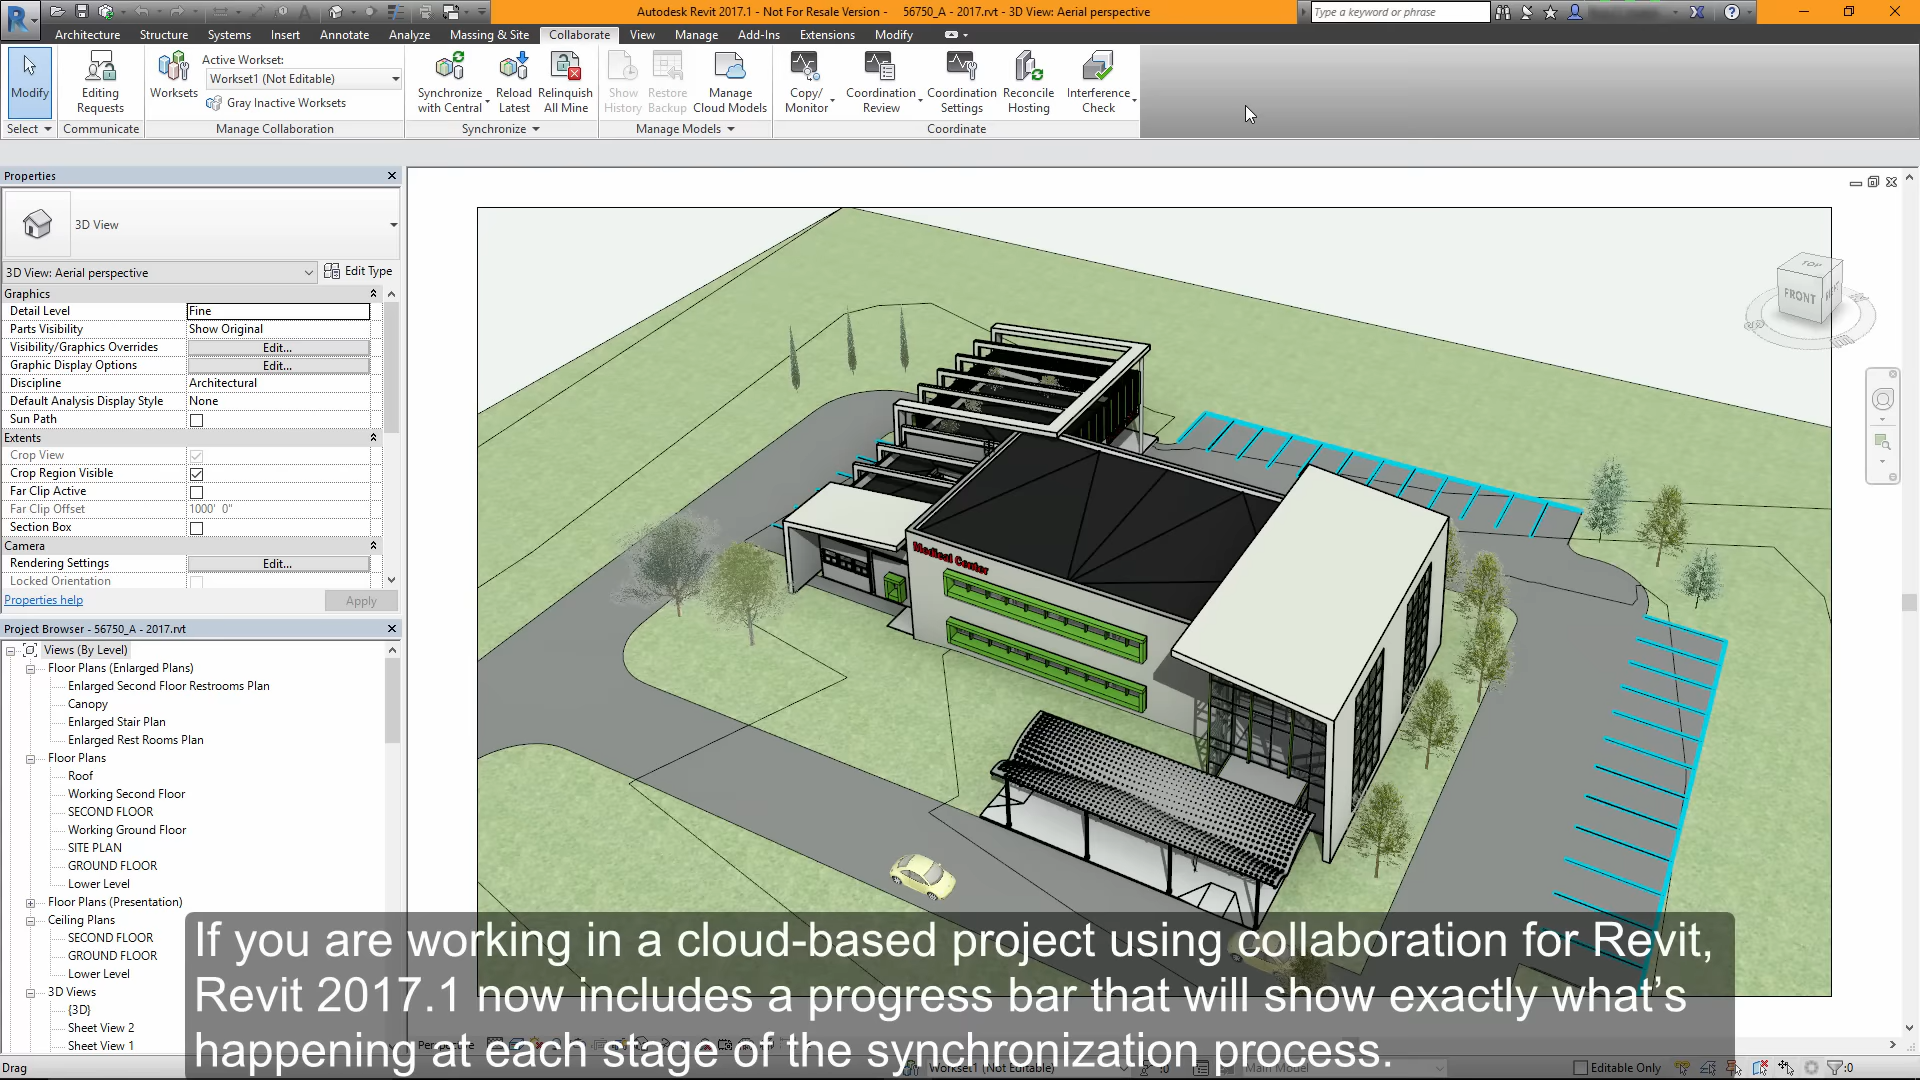 Autodesk Revit 2017.1 - Not For Resale Version - 56750_A - 2017.rvt - 3D View: Aerial perspective
Type a keyword or phrase
Architecture Structure Systems Insert Annotate Analyze Massing & Site Collaborate View Manage Add-Ins Extensions Modify
Modify
Select
Editing
Requests
Communicate
Worksets
Active Workset:
Workset1 (Not Editable)
Gray Inactive Worksets
Manage Collaboration
Synchronize
with Central
Reload
Latest
Relinquish
All Mine
Synchronize
Show
History
Restore
Backup
Manage
Cloud Models
Manage Models
Copy/
Monitor
Coordination
Review
Coordination
Settings
Reconcile
Hosting
Interference
Check
Coordinate
Properties
3D View
3D View: Aerial perspective
Edit Type
Graphics
Detail Level Fine
Parts Visibility Show Original
Visibility/Graphics Overrides Edit...
Graphic Display Options Edit...
Discipline Architectural
Default Analysis Display Style None
Sun Path
Extents
Crop View
Crop Region Visible
Far Clip Active
Far Clip Offset 1000' 0"
Section Box
Camera
Rendering Settings Edit...
Locked Orientation
Properties help
Apply
Project Browser - 56750_A - 2017.rvt
Views (By Level)
Floor Plans (Enlarged Plans)
Enlarged Second Floor Restrooms Plan
Canopy
Enlarged Stair Plan
Enlarged Rest Rooms Plan
Floor Plans
Roof
Working Second Floor
SECOND FLOOR
Working Ground Floor
SITE PLAN
GROUND FLOOR
Lower Level
Floor Plans (Presentation)
Ceiling Plans
SECOND FLOOR
GROUND FLOOR
Lower Level
3D Views
{3D}
Sheet View 2
Sheet View 1
TOP
FRONT
Medical Center
If you are working in a cloud-based project using collaboration for Revit,
Revit 2017.1 now includes a progress bar that will show exactly what's
happening at each stage of the synchronization process.
Perspective
Drag
Workset1 (Not Editable)
:0
Main Model
Editable Only
:0